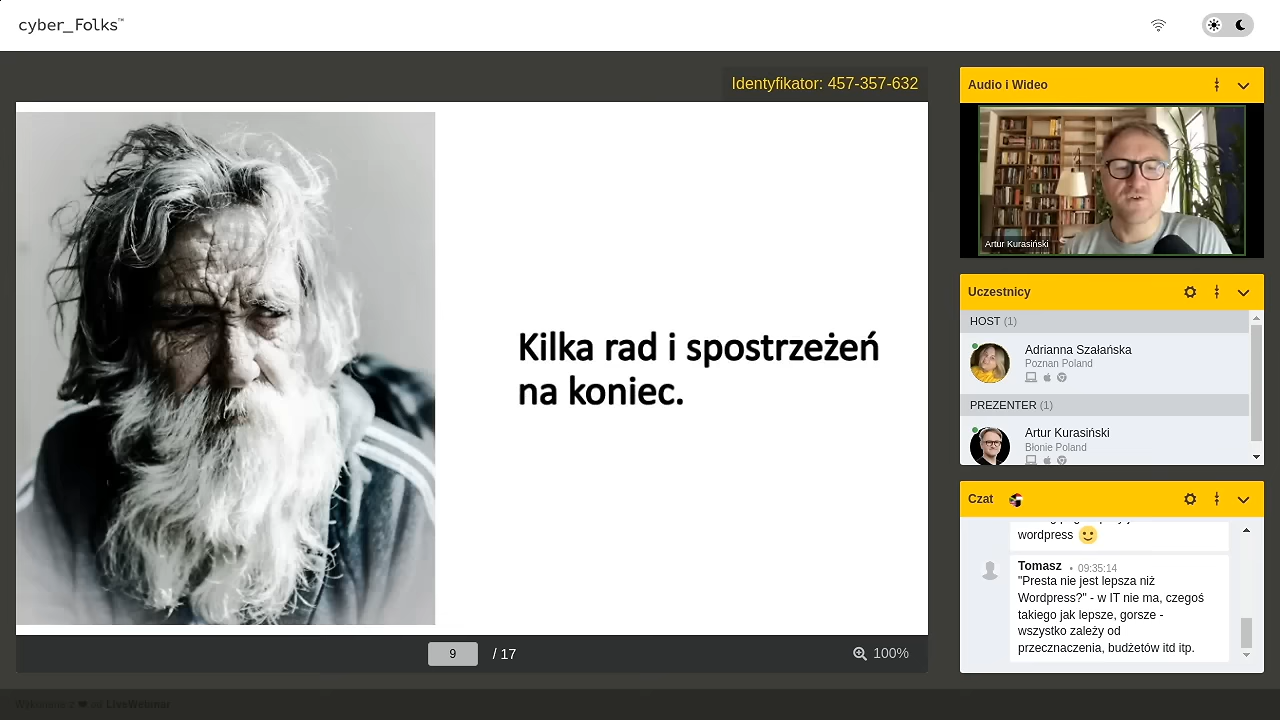 cyber_Folks™
Identyfikator: 457-357-632
Kilka rad i spostrzeżeń
na koniec.
9 / 17
100%
Audio i Wideo
Artur Kurasiński
Uczestnicy
HOST (1)
Adrianna Szałańska
Poznan Poland
PREZENTER (1)
Artur Kurasiński
Błonie Poland
Czat
wordpress
Tomasz • 09:35:14
"Presta nie jest lepsza niż
Wordpress?" - w IT nie ma, czegoś
takiego jak lepsze, gorsze -
wszystko zależy od
przecznaczenia, budżetów itd itp.
Wykonane z ❤ od LiveWebinar